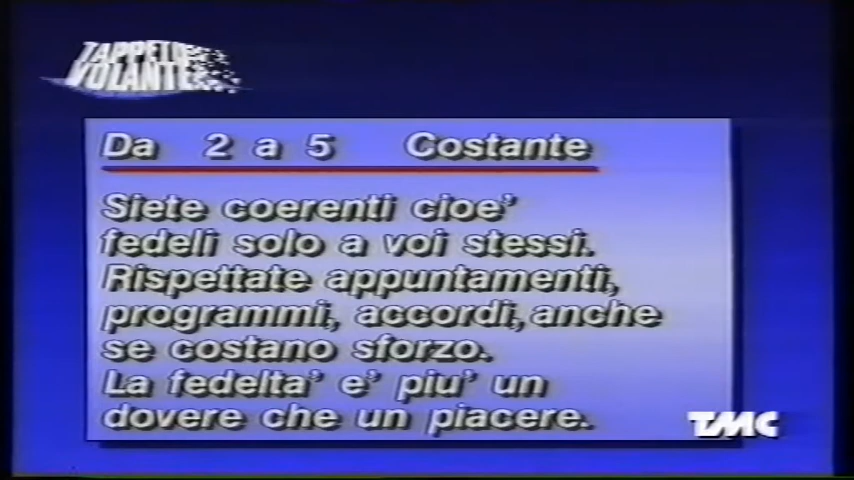 TAPPETO
VOLANTE
Da 2 a 5 Costante
Siete coerenti cioe'
fedeli solo a voi stessi.
Rispettate appuntamenti,
programmi, accordi, anche
se costano sforzo.
La fedelta' e' piu' un
dovere che un piacere.
TMC